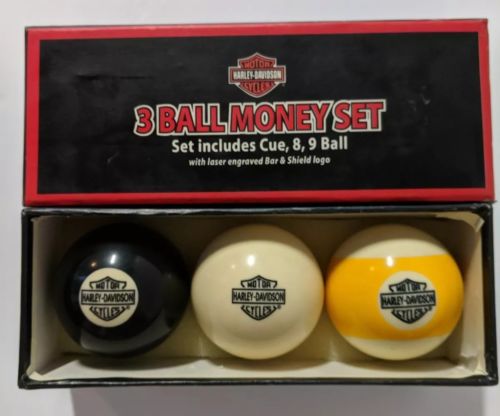 MOTOR
HARLEY-DAVIDSON
CYCLES
3 BALL MONEY SET
Set includes Cue, 8, 9 Ball
with laser engraved Bar & Shield logo
MOTOR
HARLEY-DAVIDSON
CYCLES
MOTOR
HARLEY-DAVIDSON
CYCLES
MOTOR
HARLEY-DAVIDSON
CYCLES